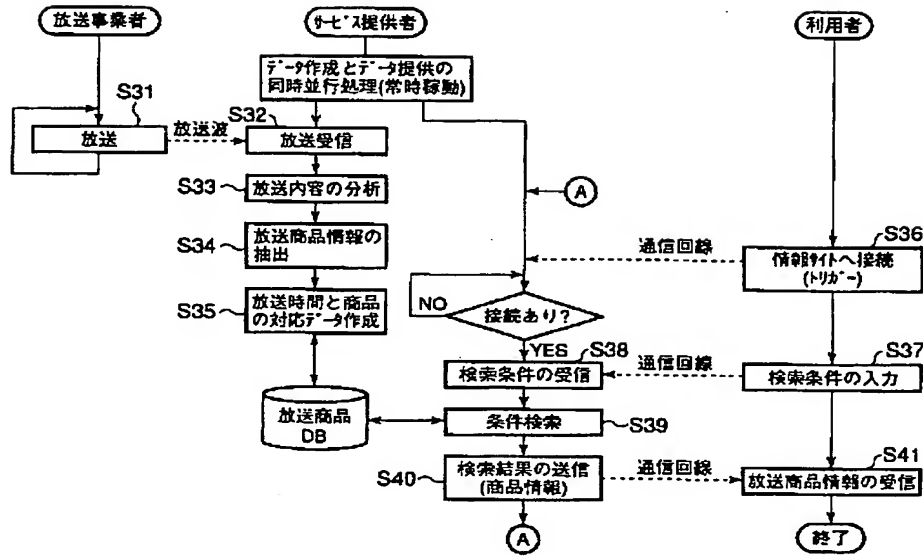 放送事業者
サービス提供者
利用者
データ作成とデータ提供の
同時並行処理(常時稼動)
S31
放送
放送波
S32
放送受信
S33
放送内容の分析
A
S34
放送商品情報の
抽出
通信回線
S36
情報サイトへ接続
(トリガー)
S35
放送時間と商品
の対応データ作成
NO
接続あり?
YES
S38
検索条件の受信
通信回線
S37
検索条件の入力
放送商品
DB
条件検索
S39
S40
検索結果の送信
(商品情報)
通信回線
S41
放送商品情報の受信
A
終了